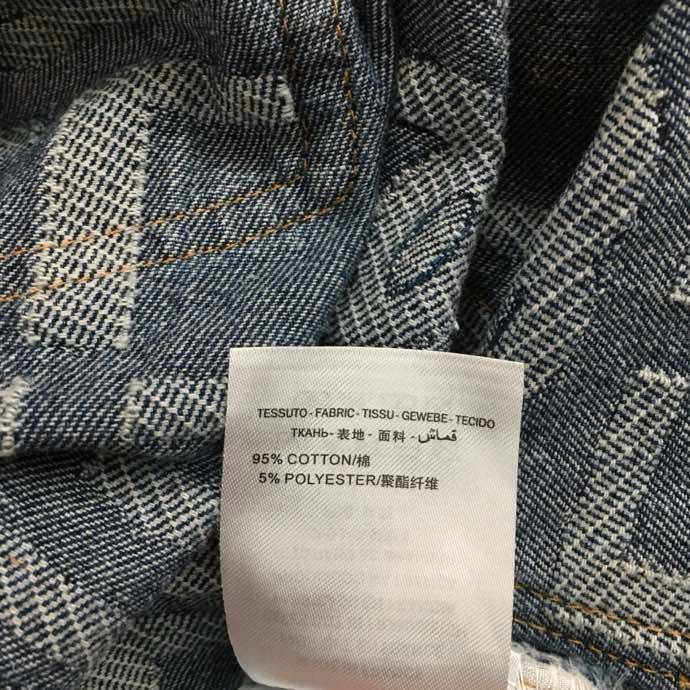 TESSUTO-FABRIC-TISSU-GEWEBE-TECIDO
ТКАНЬ-表地-面料-قماش
95% COTTON/棉
5% POLYESTER/聚酯纤维